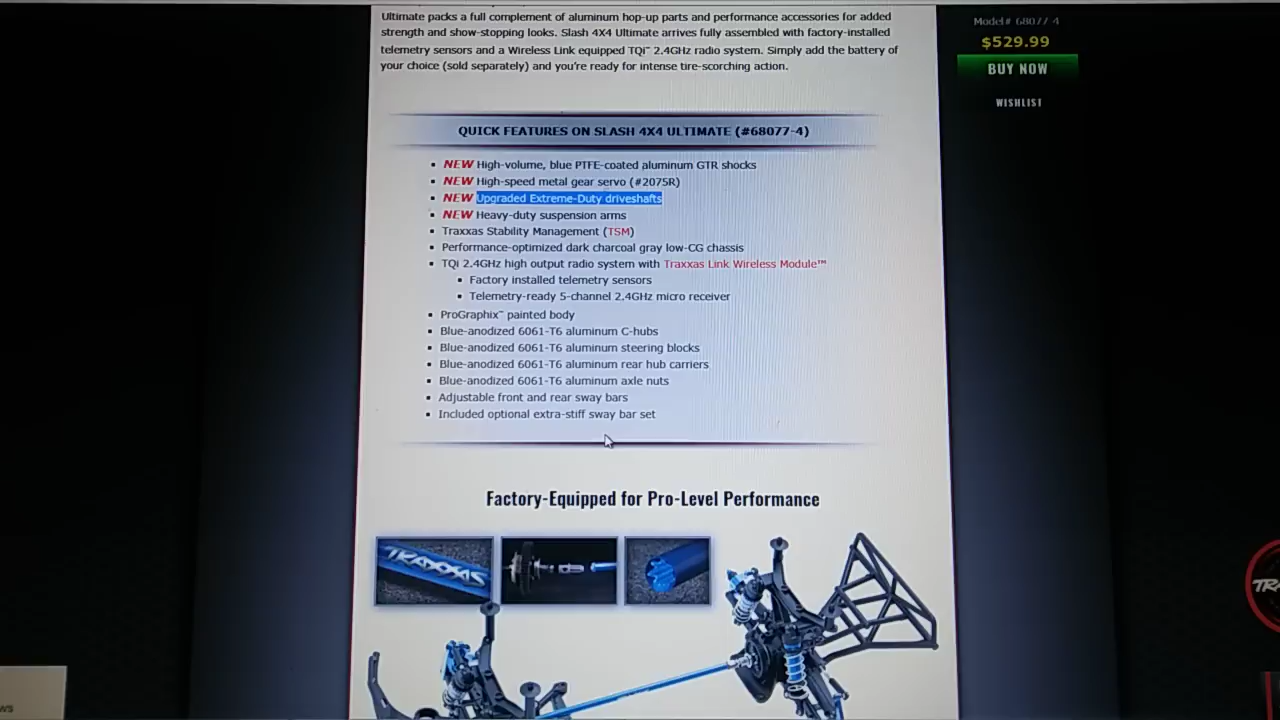 Ultimate packs a full complement of aluminum hop-up parts and performance accessories for added
strength and show-stopping looks. Slash 4X4 Ultimate arrives fully assembled with factory-installed
telemetry sensors and a Wireless Link equipped TQi™ 2.4GHz radio system. Simply add the battery of
your choice (sold separately) and you're ready for intense tire-scorching action.
Model# 68077-4
$529.99
BUY NOW
WISHLIST
QUICK FEATURES ON SLASH 4X4 ULTIMATE (#68077-4)
NEW High-volume, blue PTFE-coated aluminum GTR shocks
NEW High-speed metal gear servo (#2075R)
NEW Upgraded Extreme-Duty driveshafts
NEW Heavy-duty suspension arms
Traxxas Stability Management (TSM)
Performance-optimized dark charcoal gray low-CG chassis
TQi 2.4GHz high output radio system with Traxxas Link Wireless Module™
Factory installed telemetry sensors
Telemetry-ready 5-channel 2.4GHz micro receiver
ProGraphix™ painted body
Blue-anodized 6061-T6 aluminum C-hubs
Blue-anodized 6061-T6 aluminum steering blocks
Blue-anodized 6061-T6 aluminum rear hub carriers
Blue-anodized 6061-T6 aluminum axle nuts
Adjustable front and rear sway bars
Included optional extra-stiff sway bar set
Factory-Equipped for Pro-Level Performance
TRAXXAS